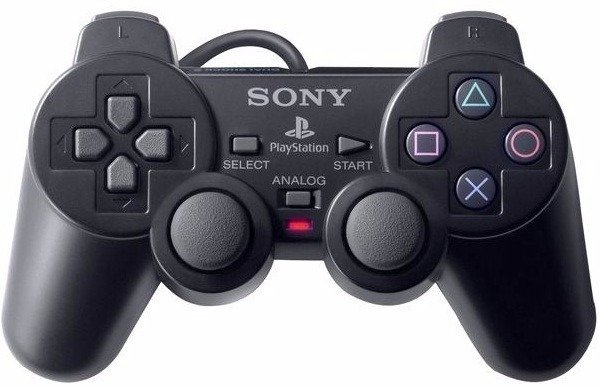 L
R
SONY
PlayStation
SELECT
START
ANALOG